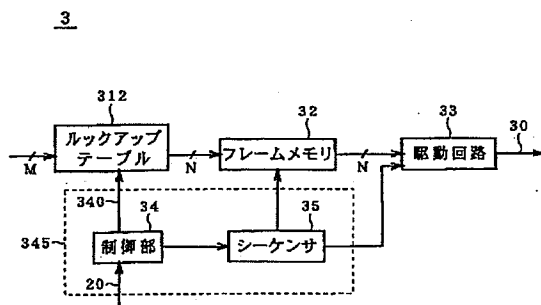 3
312
ルックアップ
テーブル
M
N
32
フレームメモリ
N
33
駆動回路
30
340
34
制御部
35
シーケンサ
345
20